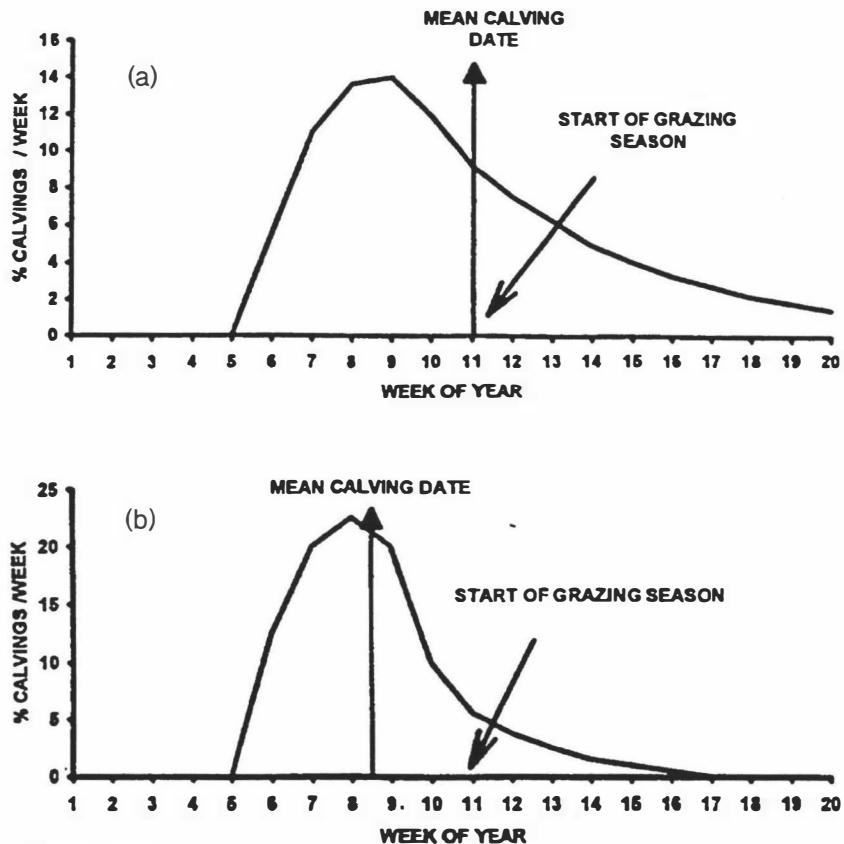 MEAN CALVING
DATE
(a)
START OF GRAZING
SEASON
% CALVINGS / WEEK
16
14
12
10
8
6
4
2
0
1 2 3 4 5 6 7 8 9 10 11 12 13 14 15 16 17 18 19 20
WEEK OF YEAR
MEAN CALVING DATE
(b)
START OF GRAZING SEASON
% CALVINGS /WEEK
25
20
15
10
5
0
1 2 3 4 5 6 7 8 9. 10 11 12 13 14 15 16 17 18 19 20
WEEK OF YEAR